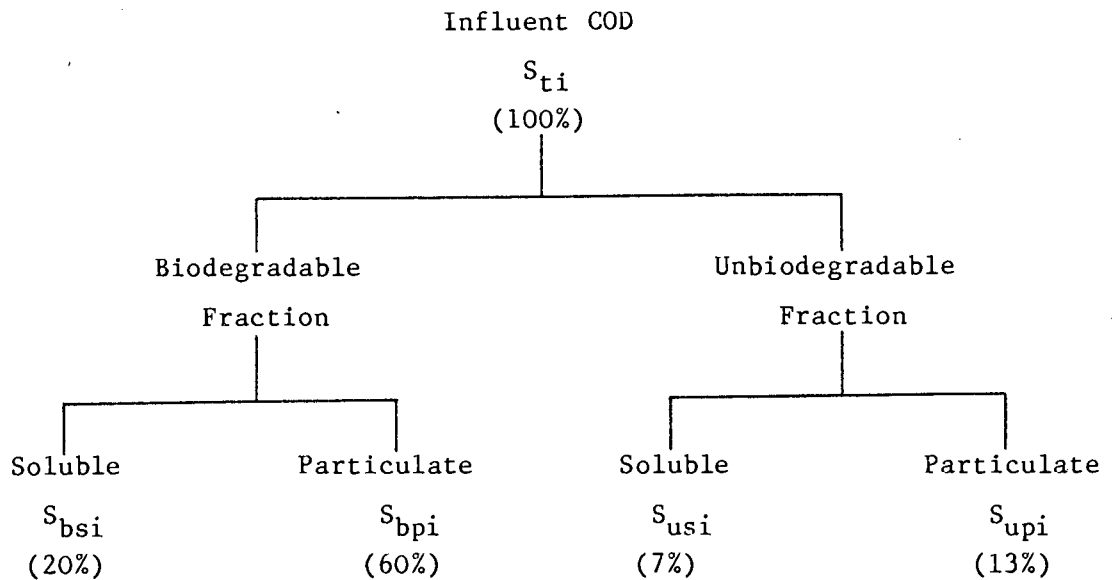 Influent COD
S_ti
(100%)
Biodegradable Unbiodegradable
Fraction Fraction
Soluble Particulate Soluble Particulate
S_bsi S_bpi S_usi S_upi
(20%) (60%) (7%) (13%)